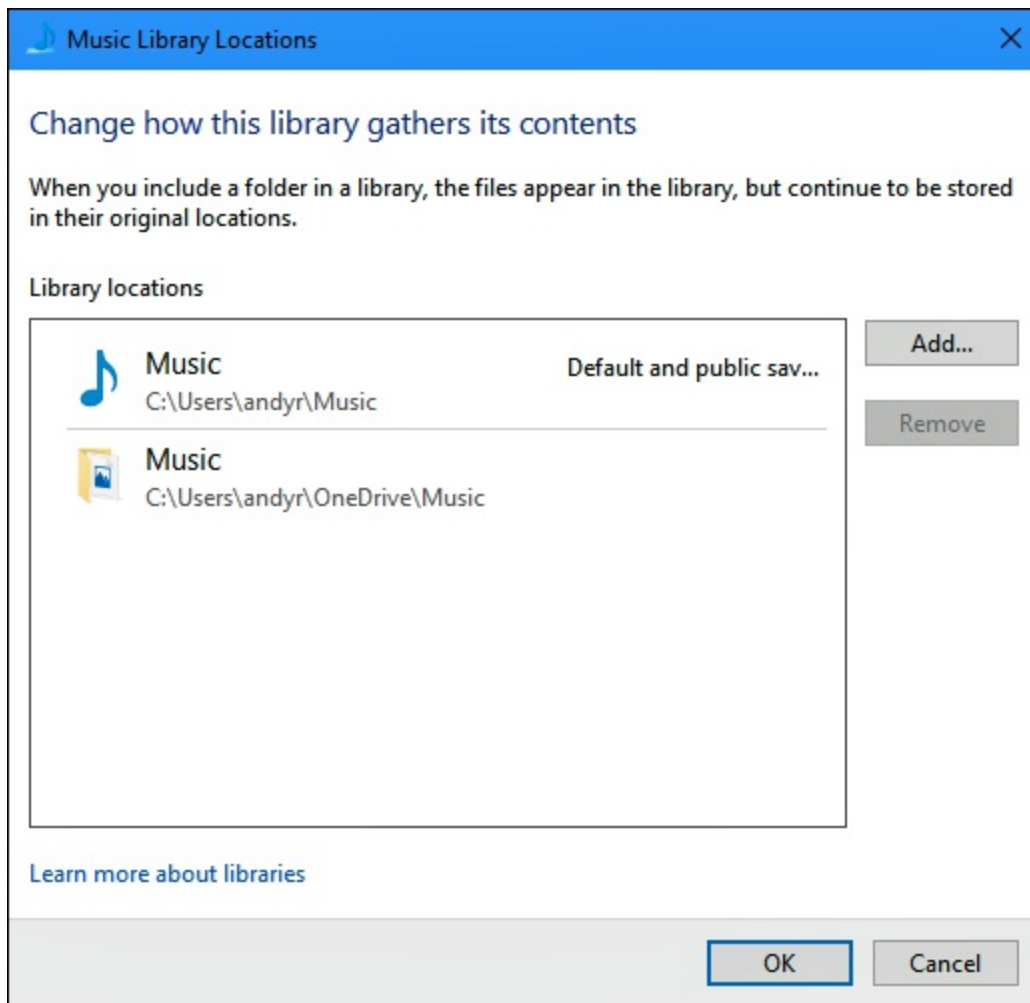 Music Library Locations
Change how this library gathers its contents
When you include a folder in a library, the files appear in the library, but continue to be stored
in their original locations.
Library locations
Music
Default and public sav...
C:\Users\andyr\Music
Music
C:\Users\andyr\OneDrive\Music
Add...
Remove
Learn more about libraries
OK
Cancel